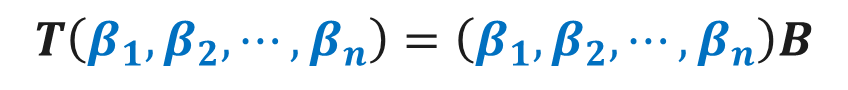 T(β₁, β₂, ⋯, βₙ) = (β₁, β₂, ⋯, βₙ)B